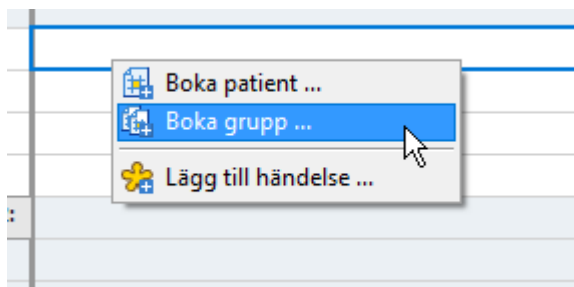 Boka patient ...
Boka grupp ...
Lägg till händelse ...
: